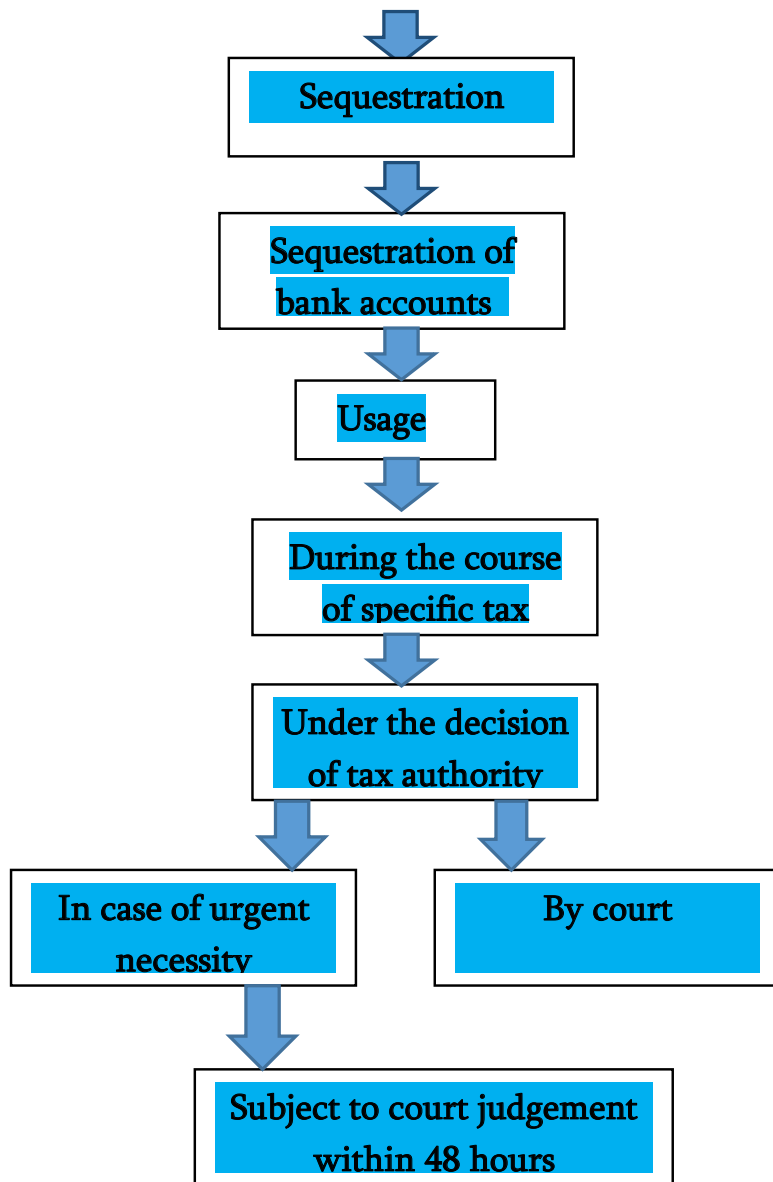 Sequestration
Sequestration of
bank accounts
Usage
During the course
of specific tax
Under the decision
of tax authority
In case of urgent
necessity
By court
Subject to court judgement
within 48 hours